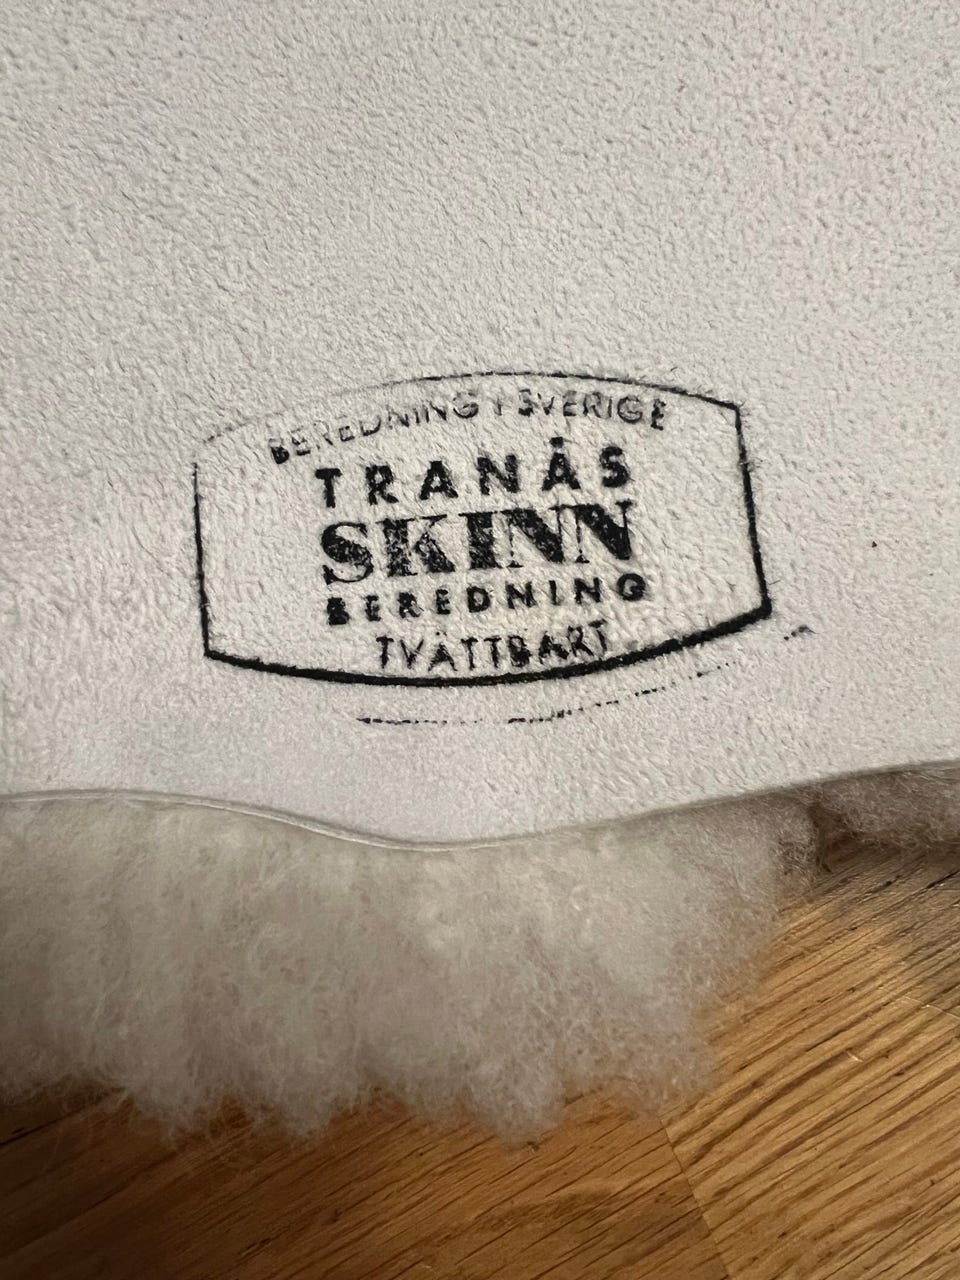 BEREDNING I SVERIGE
TRANÅS
SKINN
BEREDNING
TVÄTTBART